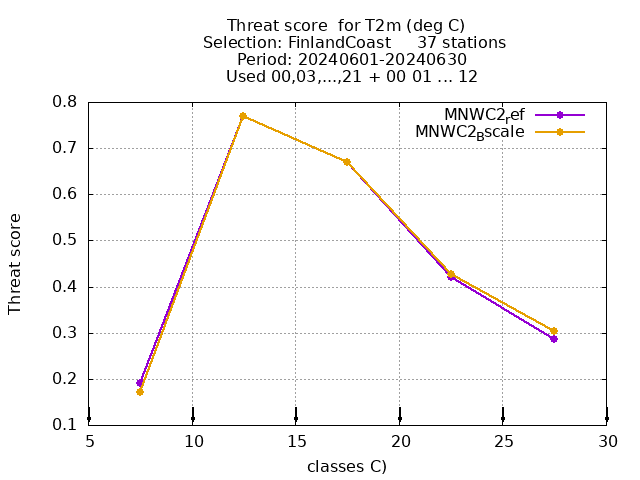 Threat score  for T2m (deg C)
Selection: FinlandCoast     37 stations
Period: 20240601-20240630
Used 00,03,...,21 + 00 01 ... 12
MNWC2ref
MNWC2Bscale
0.8
0.7
0.6
0.5
0.4
0.3
0.2
0.1
Threat score
5 10 15 20 25 30
classes C)